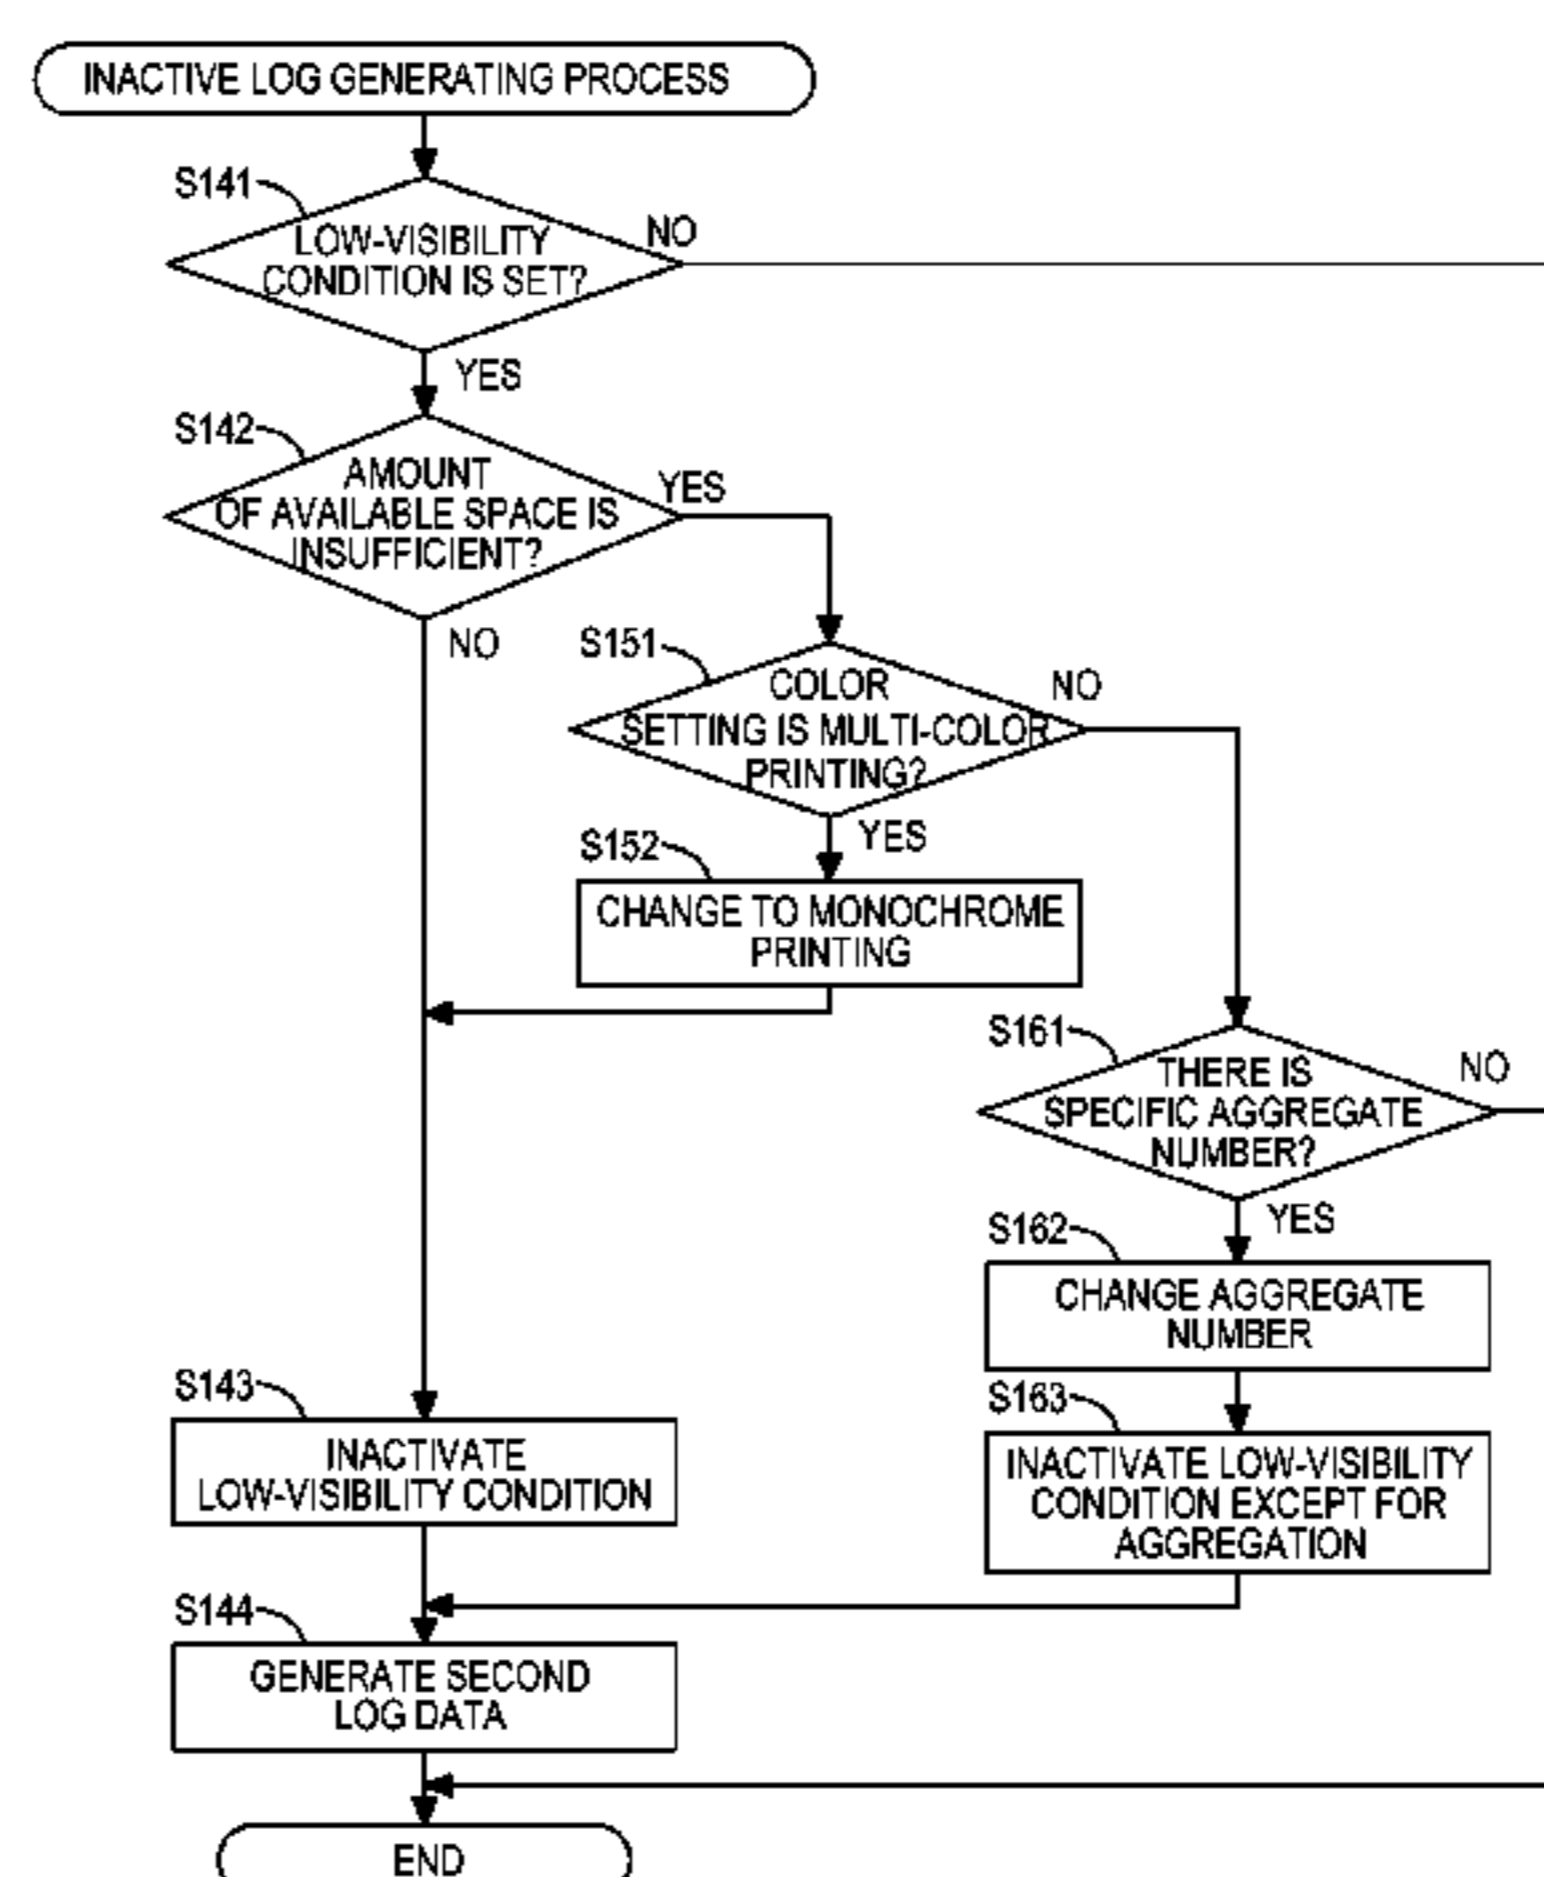 INACTIVE LOG GENERATING PROCESS
S141
LOW-VISIBILITY
CONDITION IS SET?
NO
YES
S142
AMOUNT
OF AVAILABLE SPACE IS
INSUFFICIENT?
YES
NO
S151
COLOR
SETTING IS MULTI-COLOR
PRINTING?
NO
YES
S152
CHANGE TO MONOCHROME
PRINTING
S161
THERE IS
SPECIFIC AGGREGATE
NUMBER?
NO
YES
S162
CHANGE AGGREGATE
NUMBER
S143
INACTIVATE
LOW-VISIBILITY CONDITION
S163
INACTIVATE LOW-VISIBILITY
CONDITION EXCEPT FOR
AGGREGATION
S144
GENERATE SECOND
LOG DATA
END